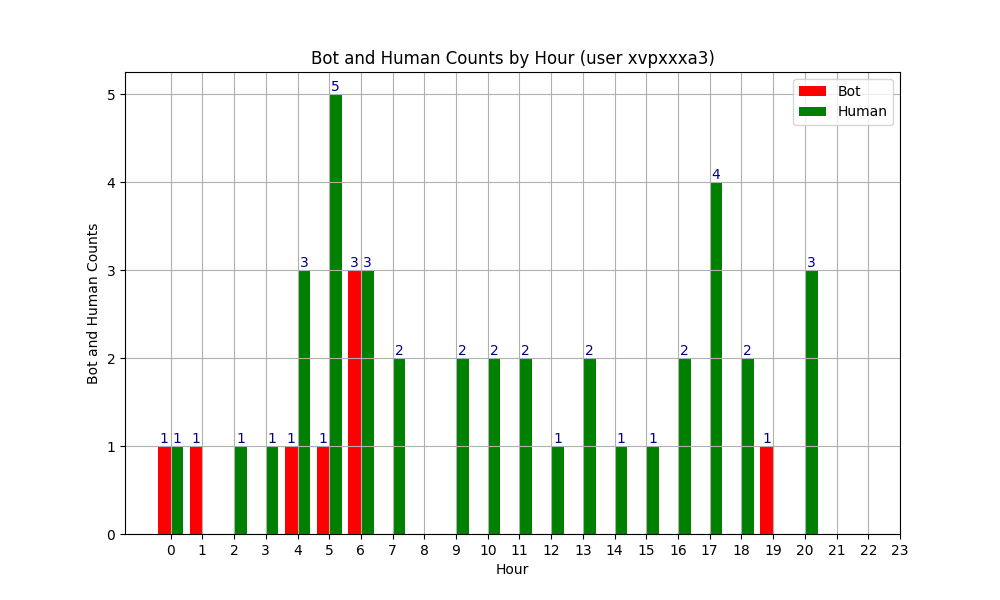 Bot and Human Counts by Hour (user xvpxxxa3)
Bot
Human
Bot and Human Counts
5
4
3
2
1
0
1 1 1 1 1 1 3 1 5 3 3 2 2 2 2 1 2 1 1 2 4 2 1 3
0 1 2 3 4 5 6 7 8 9 10 11 12 13 14 15 16 17 18 19 20 21 22 23
Hour